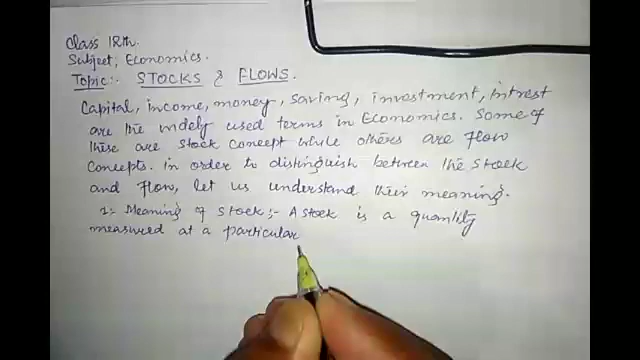 Class 12th.
Subject; Economics.
Topic:- STOCKS & FLOWS.
Capital, income, money, saving, investment, intrest
are the widely used terms in Economics. Some of
these are stock concept while others are flow
concepts. In order to distinguish between the stock
and flow, let us understand their meaning.
1:- Meaning of stock:- A stock is a quantity
measured at a particular